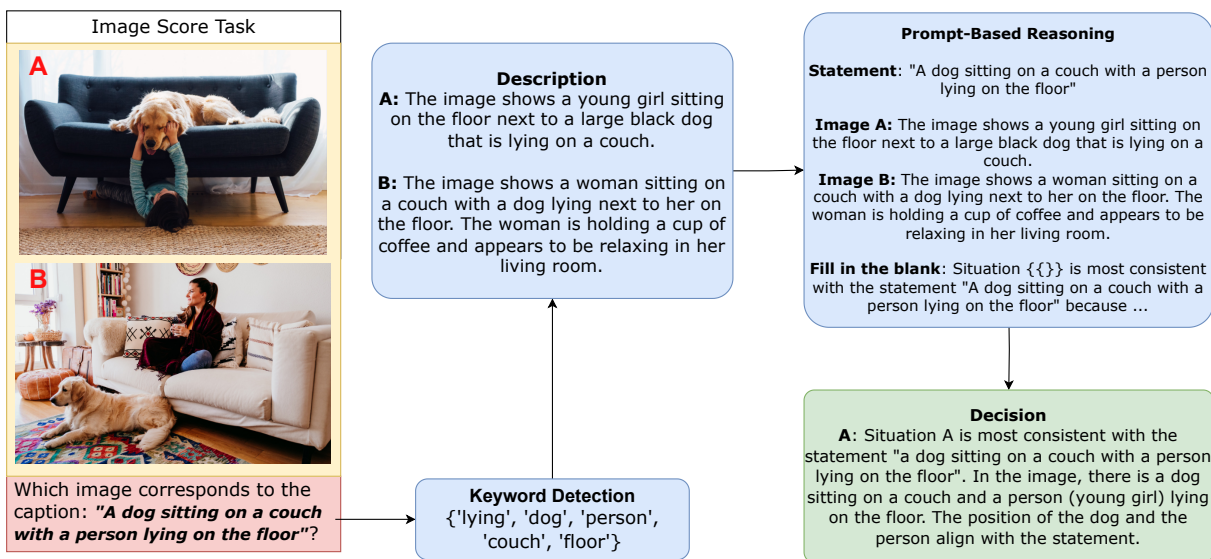 Image Score Task
A
B
Which image corresponds to the
caption: "A dog sitting on a couch
with a person lying on the floor"?
Keyword Detection
{'lying', 'dog', 'person',
'couch', 'floor'}
Description
A: The image shows a young girl sitting
on the floor next to a large black dog
that is lying on a couch.
B: The image shows a woman sitting on
a couch with a dog lying next to her on
the floor. The woman is holding a cup of
coffee and appears to be relaxing in her
living room.
Prompt-Based Reasoning
Statement: "A dog sitting on a couch with a person
lying on the floor"
Image A: The image shows a young girl sitting on
the floor next to a large black dog that is lying on a
couch.
Image B: The image shows a woman sitting on a
couch with a dog lying next to her on the floor. The
woman is holding a cup of coffee and appears to be
relaxing in her living room.
Fill in the blank: Situation {{}} is most consistent
with the statement "A dog sitting on a couch with a
person lying on the floor" because ...
Decision
A: Situation A is most consistent with the
statement "a dog sitting on a couch with a person
lying on the floor". In the image, there is a dog
sitting on a couch and a person (young girl) lying
on the floor. The position of the dog and the
person align with the statement.